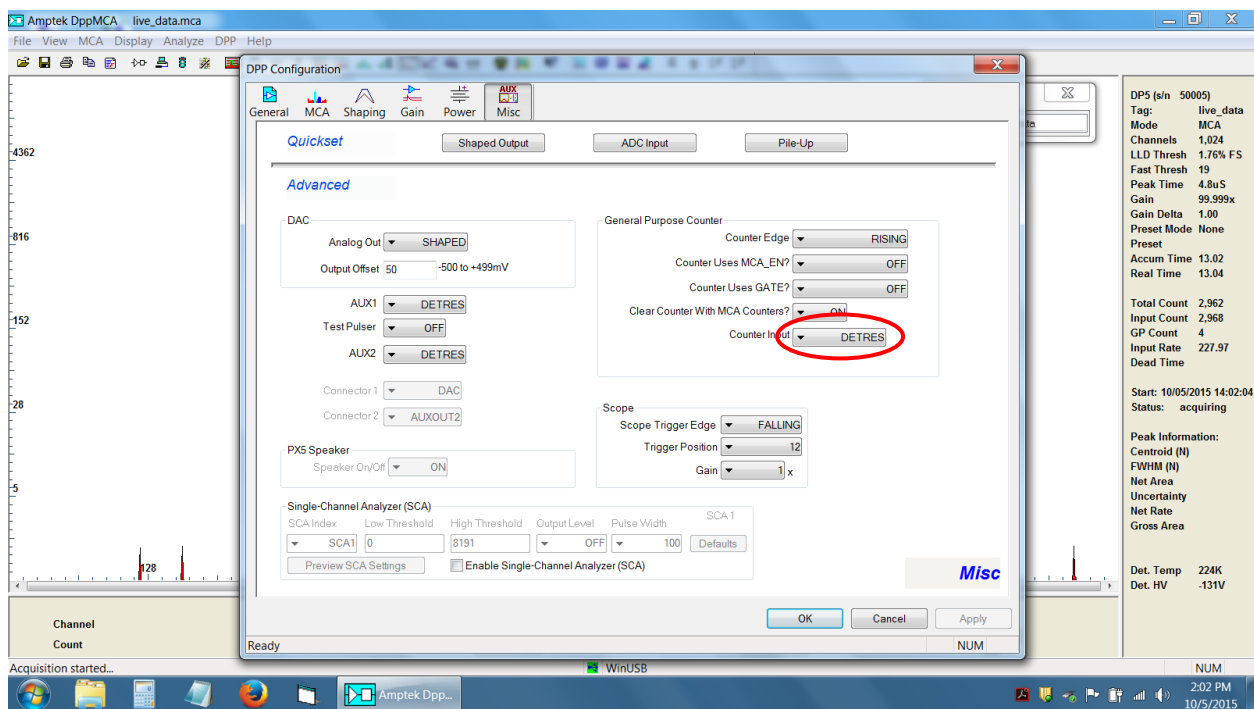 Amptek DppMCA live_data.mca
File View MCA Display Analyze DPP Help
DPP Configuration
General MCA Shaping Gain Power Misc
AUX
Quickset
Shaped Output ADC Input Pile-Up
Advanced
DAC
Analog Out SHAPED
Output Offset 50 -500 to +499mV
AUX1 DETRES
Test Pulser OFF
AUX2 DETRES
Connector 1 DAC
Connector 2 AUXOUT2
PX5 Speaker
Speaker On/Off ON
General Purpose Counter
Counter Edge RISING
Counter Uses MCA_EN? OFF
Counter Uses GATE? OFF
Clear Counter With MCA Counters? ON
Counter Input DETRES
Scope
Scope Trigger Edge FALLING
Trigger Position 12
Gain 1 x
Single-Channel Analyzer (SCA)
SCA Index Low Threshold High Threshold Output Level Pulse Width SCA 1
SCA1 0 8191 OFF 100 Defaults
Preview SCA Settings Enable Single-Channel Analyzer (SCA)
Misc
OK Cancel Apply
Ready NUM
4362
816
152
28
5
128
ta
DP5 (s/n 50005)
Tag: live_data
Mode MCA
Channels 1,024
LLD Thresh 1.76% FS
Fast Thresh 19
Peak Time 4.8uS
Gain 99.999x
Gain Delta 1.00
Preset Mode None
Preset
Accum Time 13.02
Real Time 13.04
Total Count 2,962
Input Count 2,968
GP Count 4
Input Rate 227.97
Dead Time
Start: 10/05/2015 14:02:04
Status: acquiring
Peak Information:
Centroid (N)
FWHM (N)
Net Area
Uncertainty
Net Rate
Gross Area
Det. Temp 224K
Det. HV -131V
Channel
Count
Acquisition started... WinUSB NUM
Amptek Dpp...
2:02 PM
10/5/2015